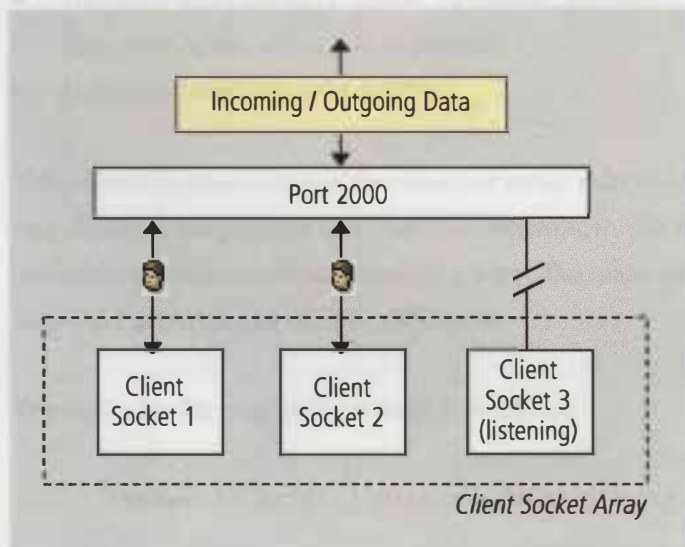 Incoming / Outgoing Data
Port 2000
Client
Socket 1
Client
Socket 2
Client
Socket 3
(listening)
Client Socket Array